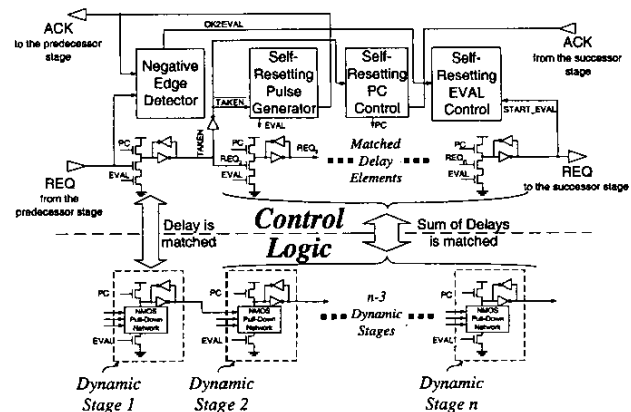 ACK
to the predecessor
stage
OK2EVAL
Negative
Edge
Detector
Self-
Resetting
Pulse
Generator
Self-
Resetting
PC
Control
Self-
Resetting
EVAL
Control
ACK
from the successor
stage
TAKEN
EVAL
PC
START_EVAL
TAKEN
PC
EVAL
REQ
from the
predecessor
stage
PC
REQ
EVAL
REQ
Matched
Delay
Elements
PC
REQ
EVAL
REQ
to the successor stage
Delay is
matched
Control
Logic
Sum of Delays
is matched
PC
NMOS
Pull-Down
Network
EVAL
PC
NMOS
Pull-Down
Network
EVAL
n-3
Dynamic
Stages
PC
NMOS
Pull-Down
Network
EVAL
Dynamic
Stage 1
Dynamic
Stage 2
Dynamic
Stage n